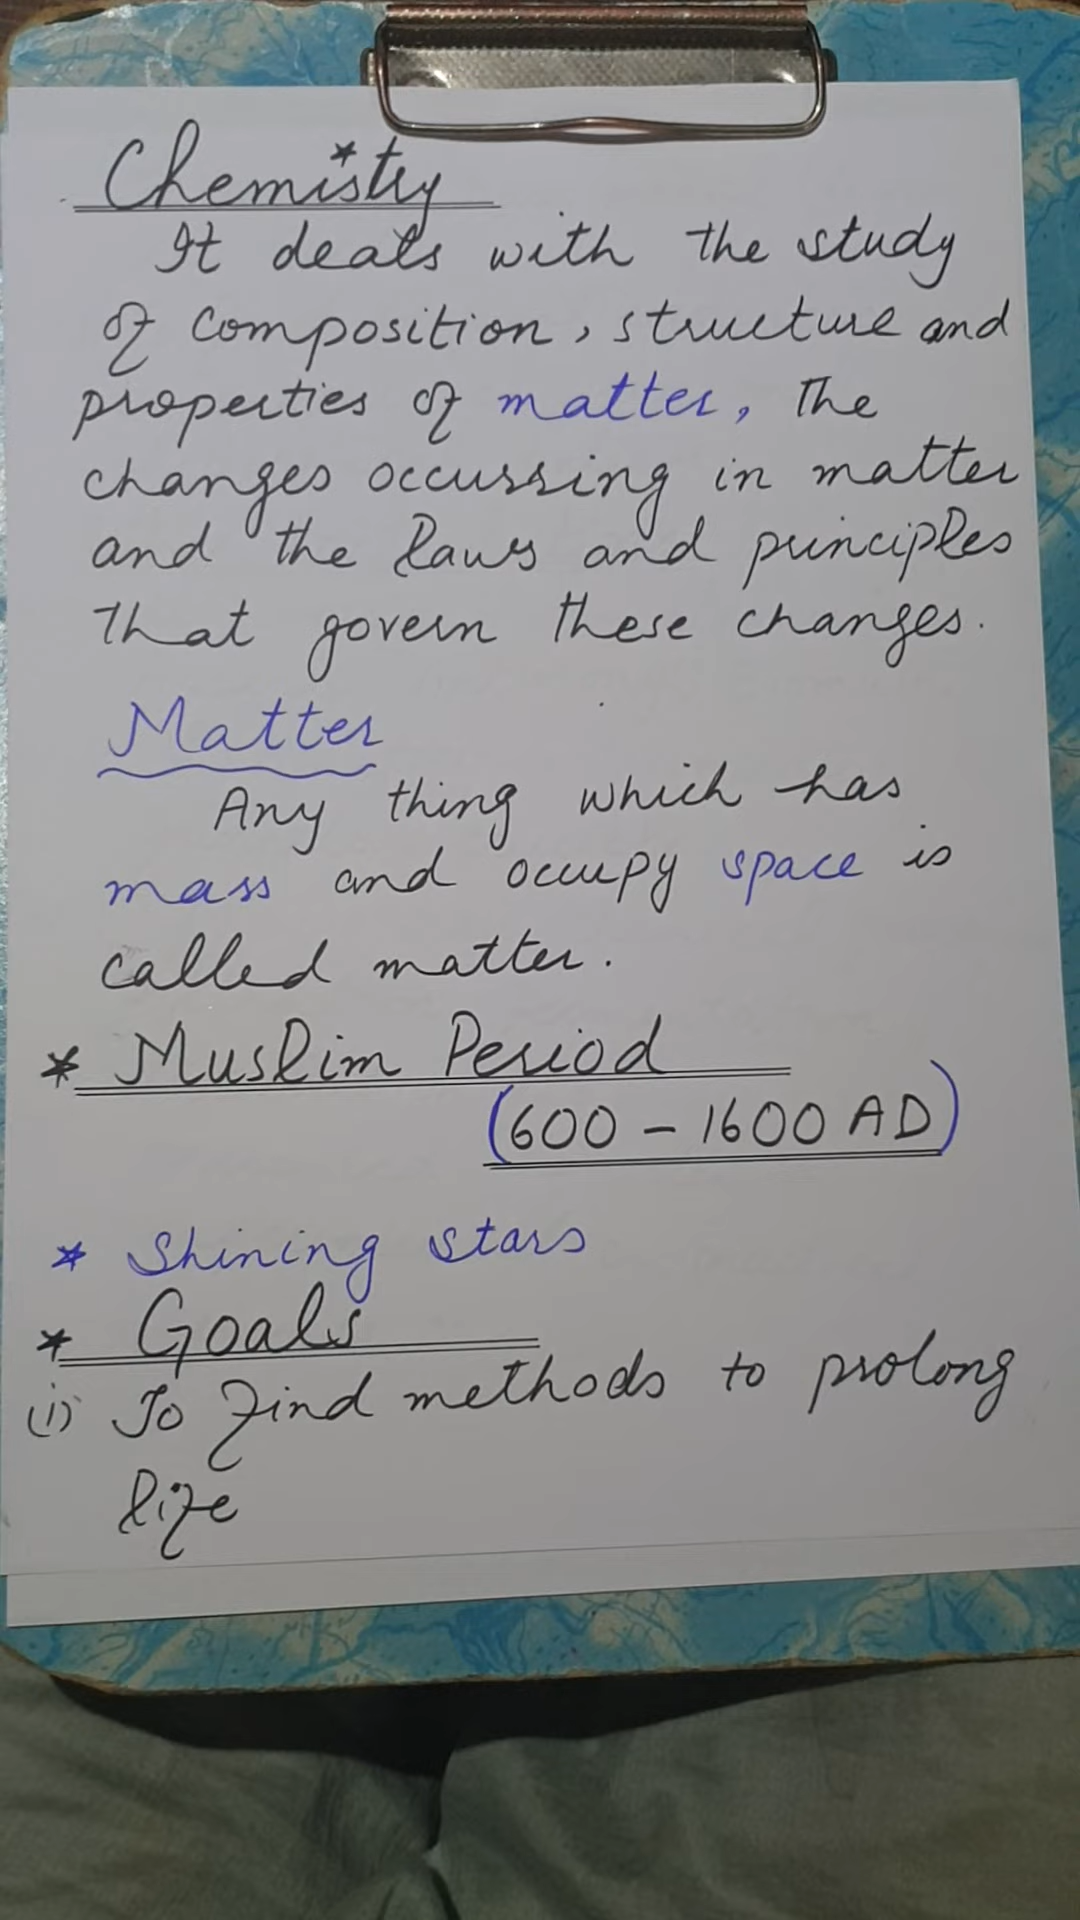 Chemistry
It deals with the study
of composition, structure and
properties of matter, The
changes occurring in matter
and the laws and principles
That govern these changes.
Matter
Any thing which has
mass and occupy space is
called matter.
* Muslim Period
(600 - 1600 AD)
* Shining stars
* Goals
(i) To find methods to prolong
life